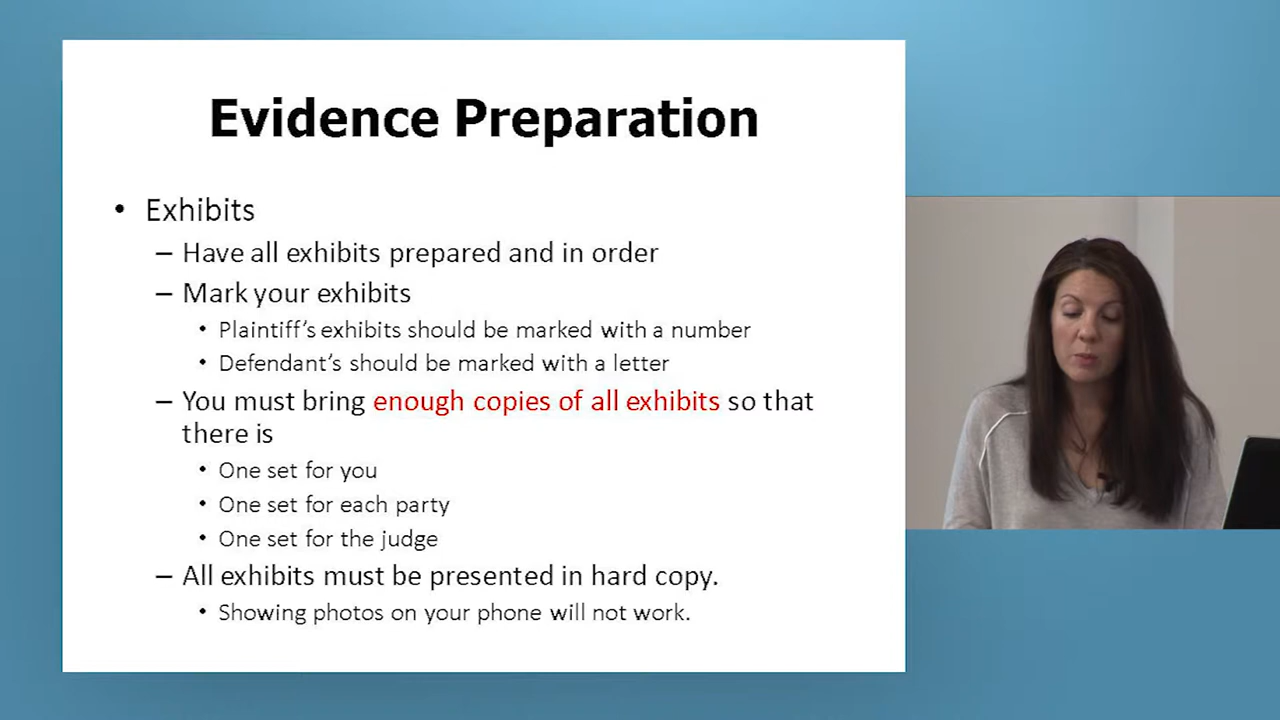 Evidence Preparation
• Exhibits
– Have all exhibits prepared and in order
– Mark your exhibits
• Plaintiff's exhibits should be marked with a number
• Defendant's should be marked with a letter
– You must bring enough copies of all exhibits so that
there is
• One set for you
• One set for each party
• One set for the judge
– All exhibits must be presented in hard copy.
• Showing photos on your phone will not work.